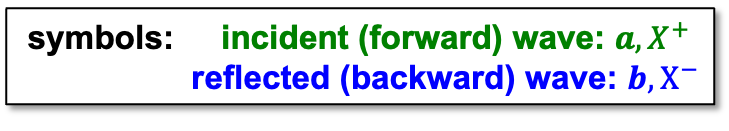 symbols: incident (forward) wave: a, X⁺
reflected (backward) wave: b, X⁻